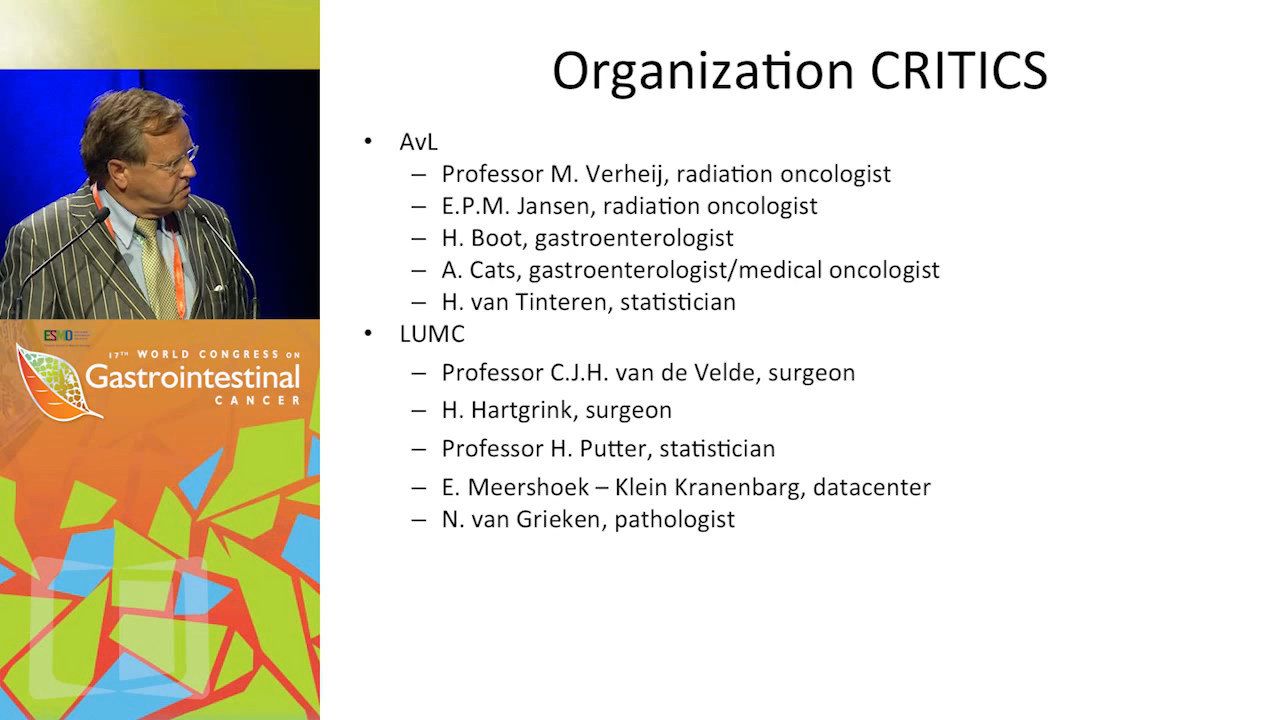 Organization CRITICS
• AvL
– Professor M. Verheij, radiation oncologist
– E.P.M. Jansen, radiation oncologist
– H. Boot, gastroenterologist
– A. Cats, gastroenterologist/medical oncologist
– H. van Tinteren, statistician
• LUMC
– Professor C.J.H. van de Velde, surgeon
– H. Hartgrink, surgeon
– Professor H. Putter, statistician
– E. Meershoek – Klein Kranenbarg, datacenter
– N. van Grieken, pathologist
ESMO
17TH WORLD CONGRESS ON
Gastrointestinal
CANCER